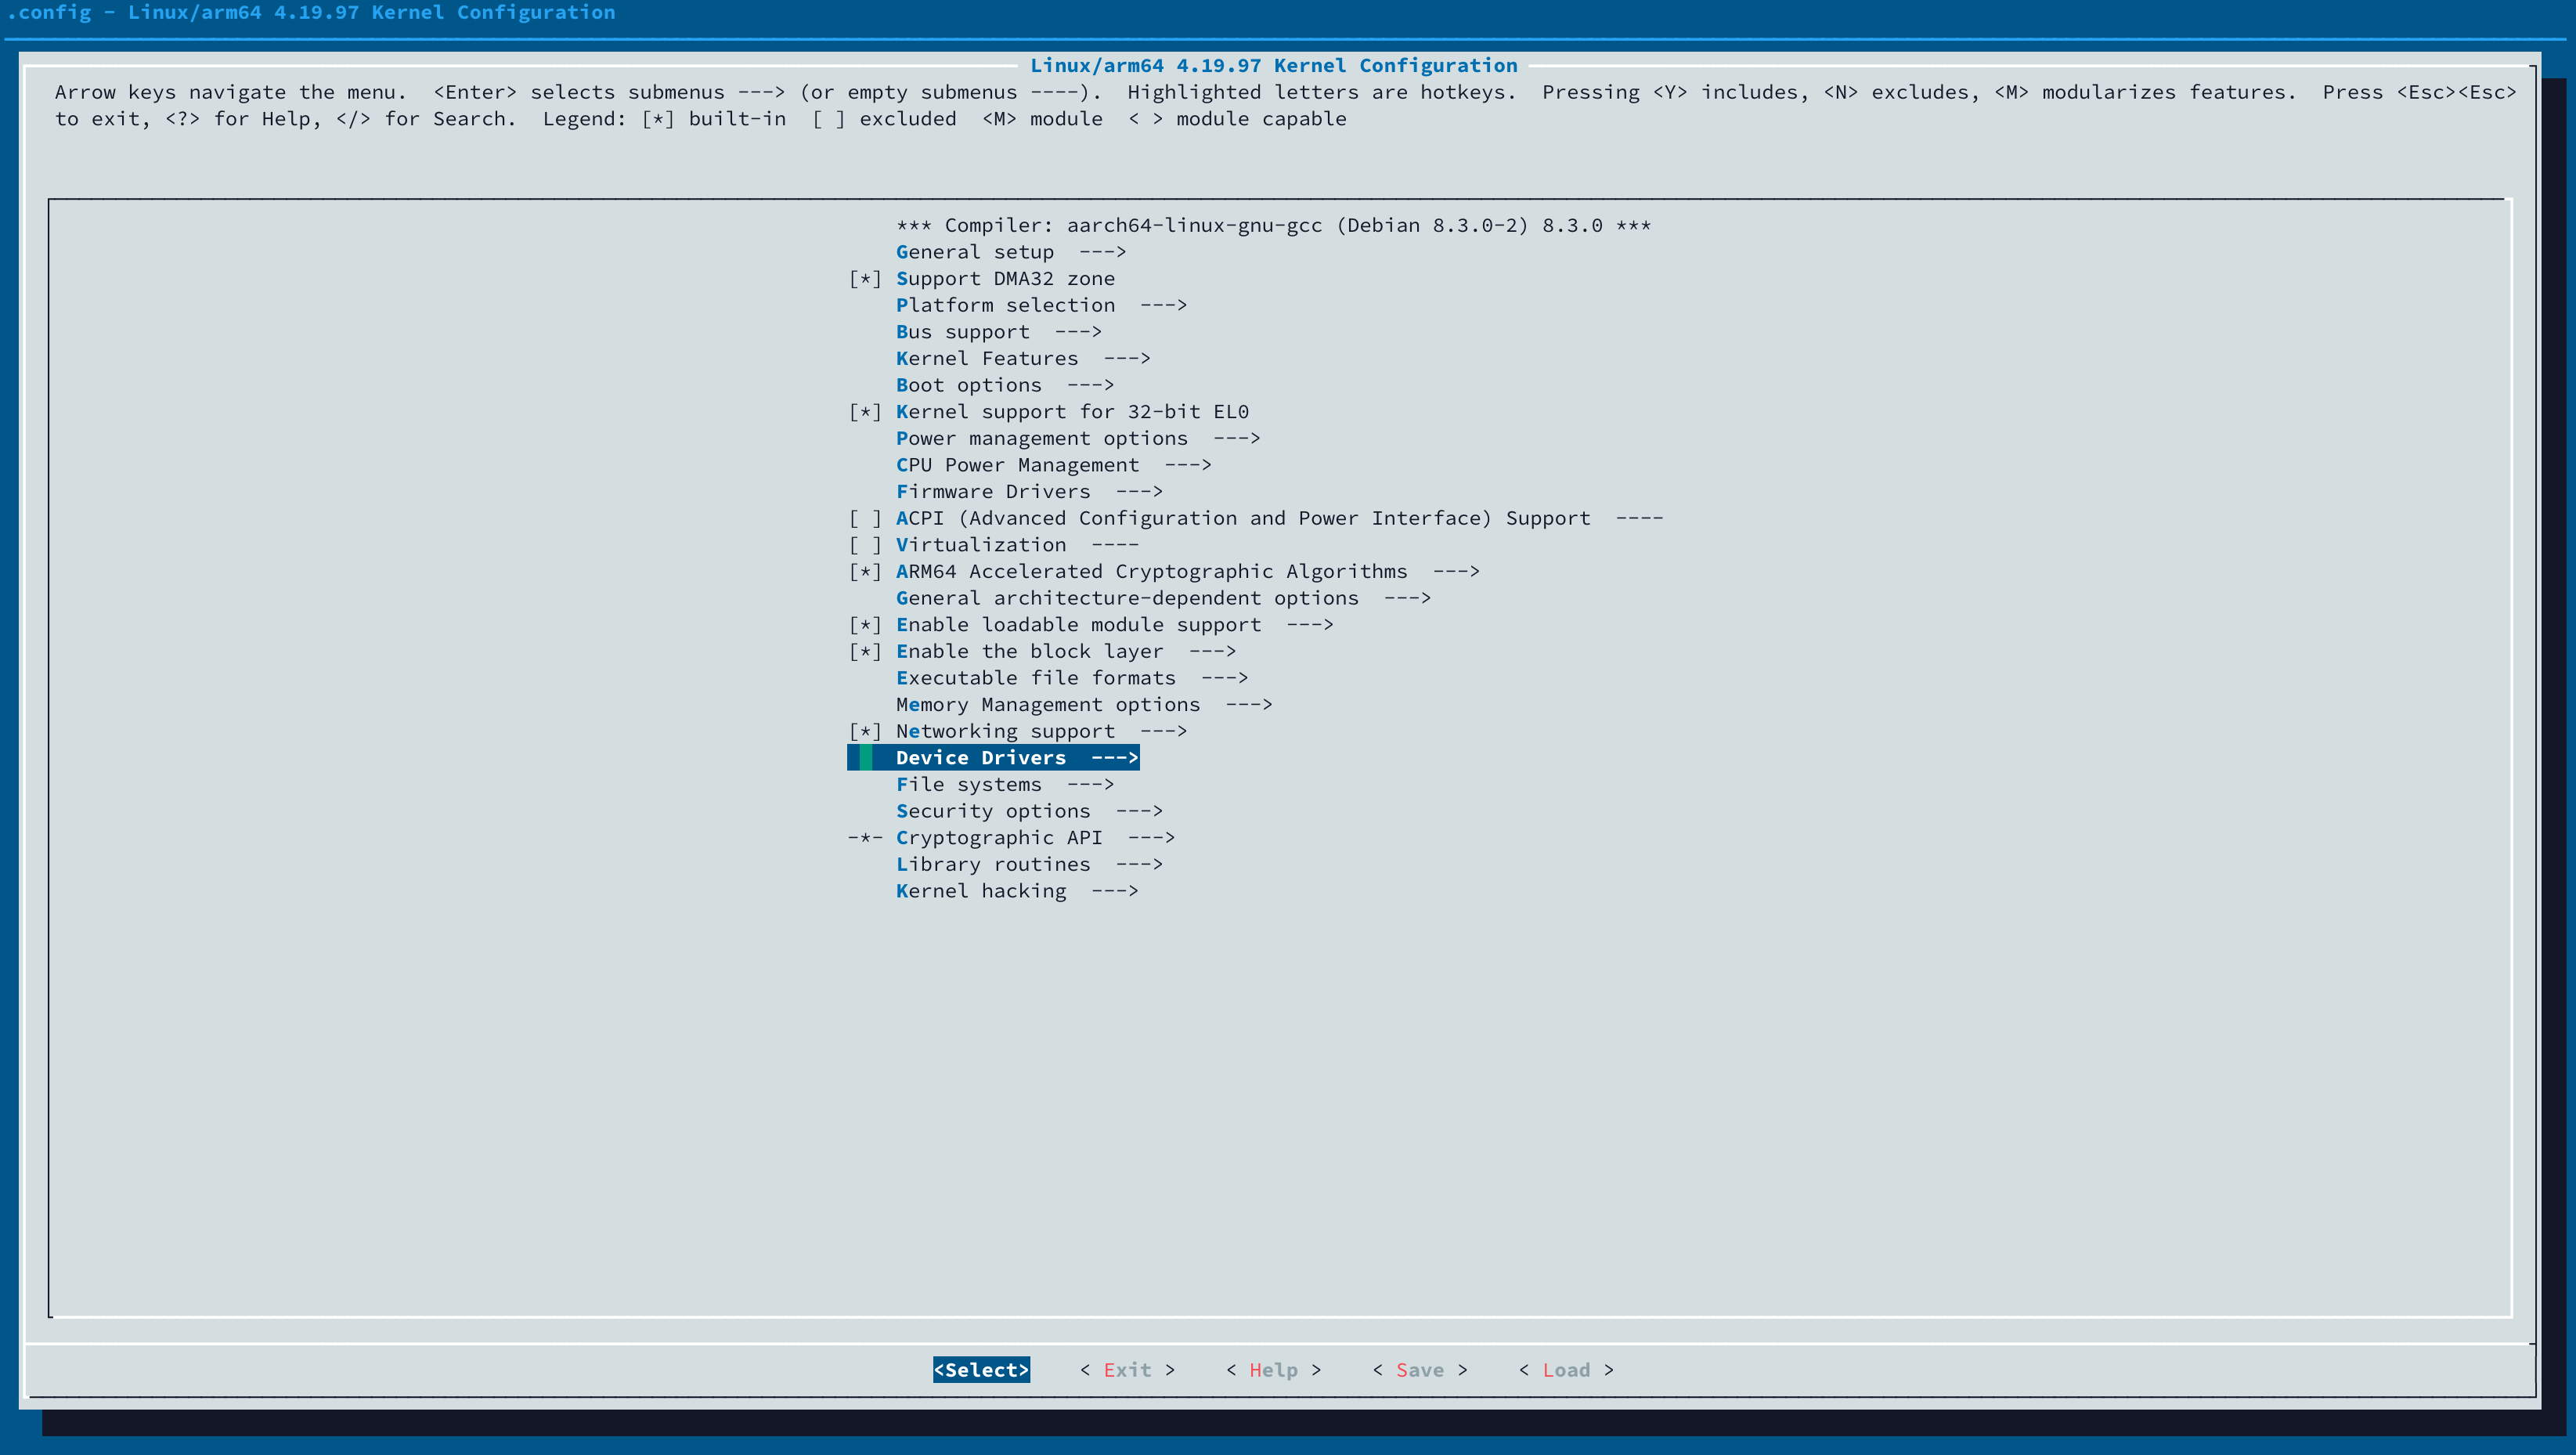 .config - Linux/arm64 4.19.97 Kernel Configuration
Linux/arm64 4.19.97 Kernel Configuration
Arrow keys navigate the menu.  <Enter> selects submenus ---> (or empty submenus ----).  Highlighted letters are hotkeys.  Pressing <Y> includes, <N> excludes, <M> modularizes features.  Press <Esc><Esc>
to exit, <?> for Help, </> for Search.  Legend: [*] built-in  [ ] excluded  <M> module  < > module capable
*** Compiler: aarch64-linux-gnu-gcc (Debian 8.3.0-2) 8.3.0 ***
General setup  --->
[*] Support DMA32 zone
Platform selection  --->
Bus support  --->
Kernel Features  --->
Boot options  --->
[*] Kernel support for 32-bit EL0
Power management options  --->
CPU Power Management  --->
Firmware Drivers  --->
[ ] ACPI (Advanced Configuration and Power Interface) Support  ----
[ ] Virtualization  ----
[*] ARM64 Accelerated Cryptographic Algorithms  --->
General architecture-dependent options  --->
[*] Enable loadable module support  --->
[*] Enable the block layer  --->
Executable file formats  --->
Memory Management options  --->
[*] Networking support  --->
Device Drivers  --->
File systems  --->
Security options  --->
-*- Cryptographic API  --->
Library routines  --->
Kernel hacking  --->
<Select>    < Exit >    < Help >    < Save >    < Load >